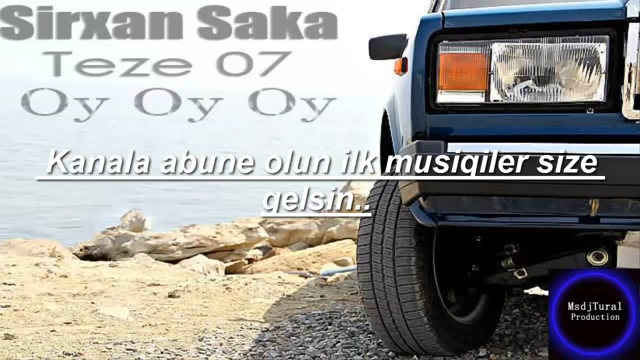 Sirxan Saka
Teze 07
Oy Oy Oy
Kanala abune olun ilk musiqiler size
gelsin..
MsdjTural
Production